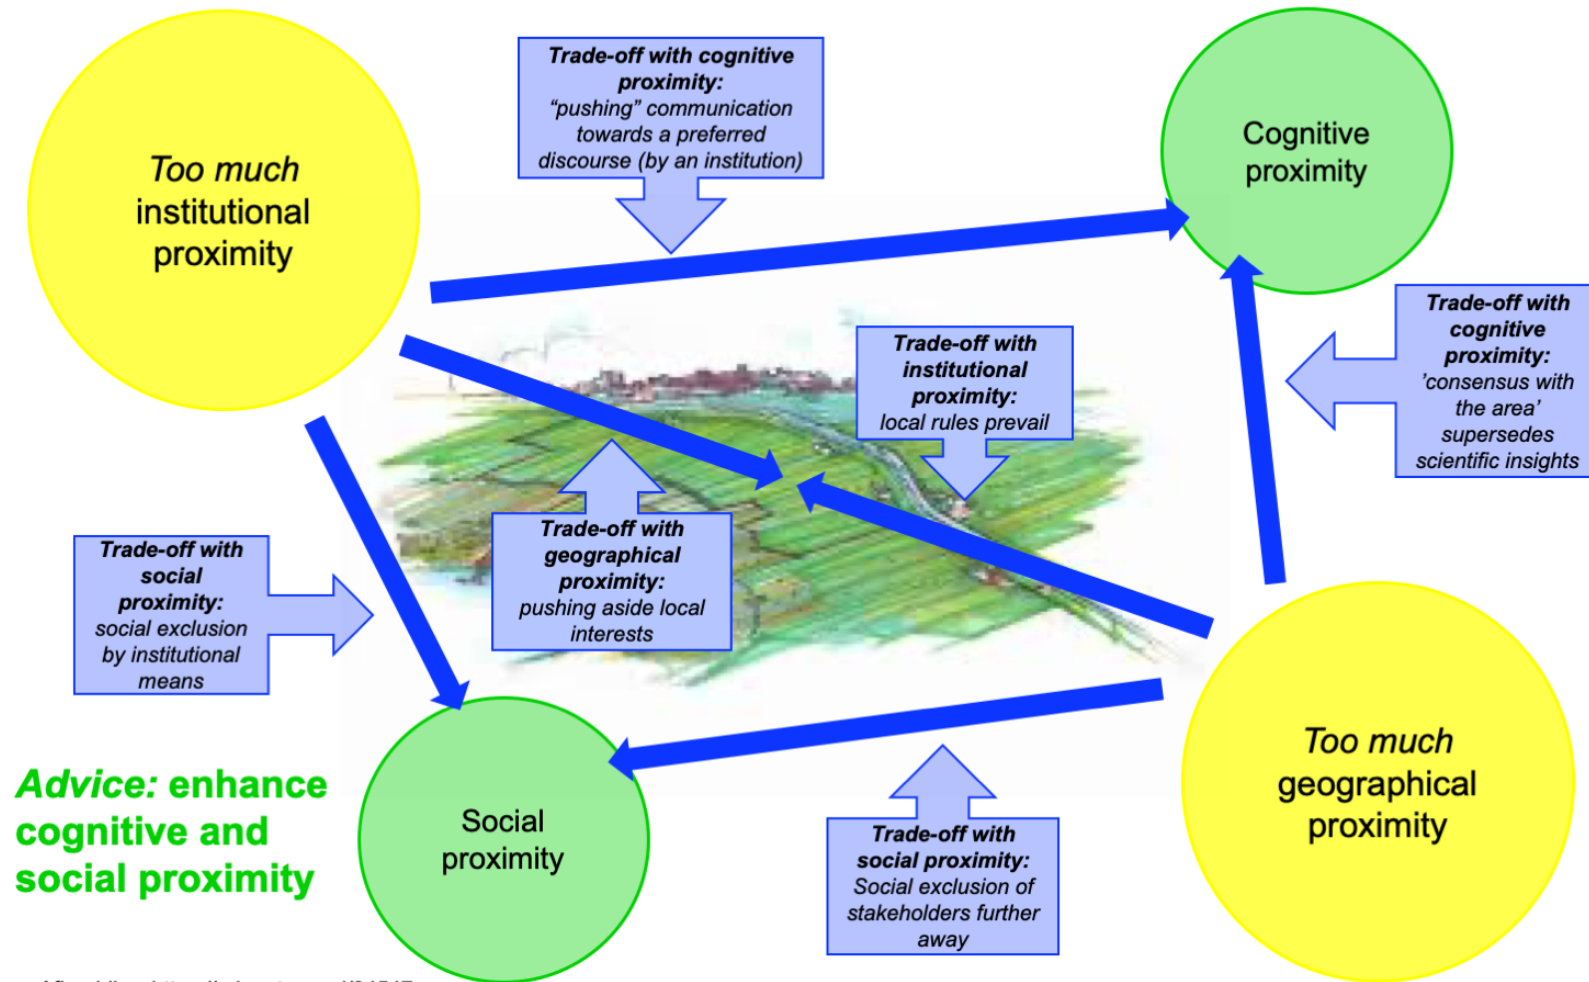 Too much
institutional
proximity
Trade-off with cognitive
proximity:
“pushing” communication
towards a preferred
discourse (by an institution)
Cognitive
proximity
Trade-off with
institutional
proximity:
local rules prevail
Trade-off with
cognitive
proximity:
’consensus with
the area’
supersedes
scientific insights
Trade-off with
geographical
proximity:
pushing aside local
interests
Trade-off with
social
proximity:
social exclusion
by institutional
means
Too much
geographical
proximity
Advice: enhance
cognitive and
social proximity
Social
proximity
Trade-off with
social proximity:
Social exclusion of
stakeholders further
away